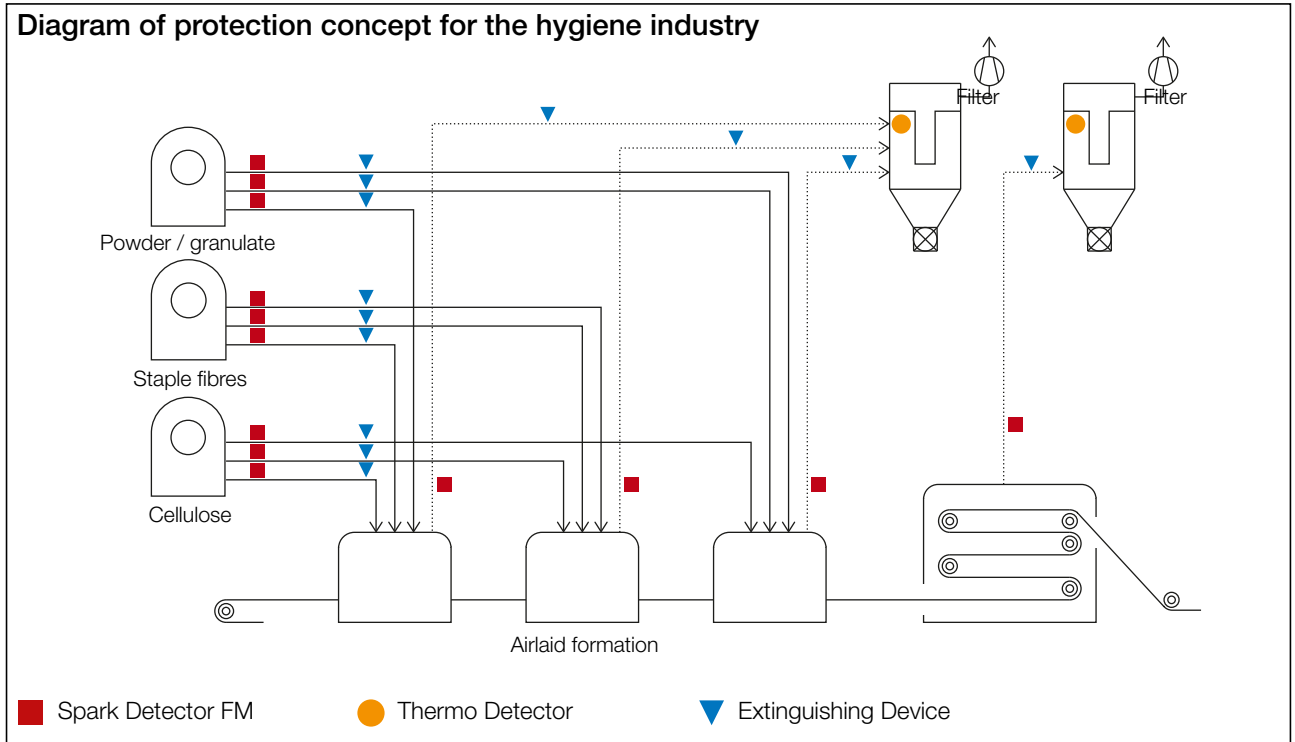 Diagram of protection concept for the hygiene industry
Filter
Filter
Powder / granulate
Staple fibres
Cellulose
Airlaid formation
Spark Detector FM
Thermo Detector
Extinguishing Device